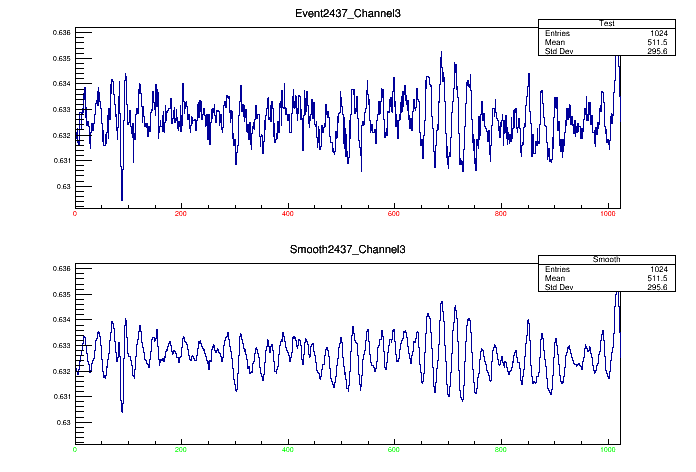 Event2437_Channel3
Test
Entries 1024
Mean 511.5
Std Dev 295.6
0.636
0.635
0.634
0.633
0.632
0.631
0.63
0 200 400 600 800 1000
Smooth2437_Channel3
Smooth
Entries 1024
Mean 511.5
Std Dev 295.6
0.636
0.635
0.634
0.633
0.632
0.631
0.63
0 200 400 600 800 1000